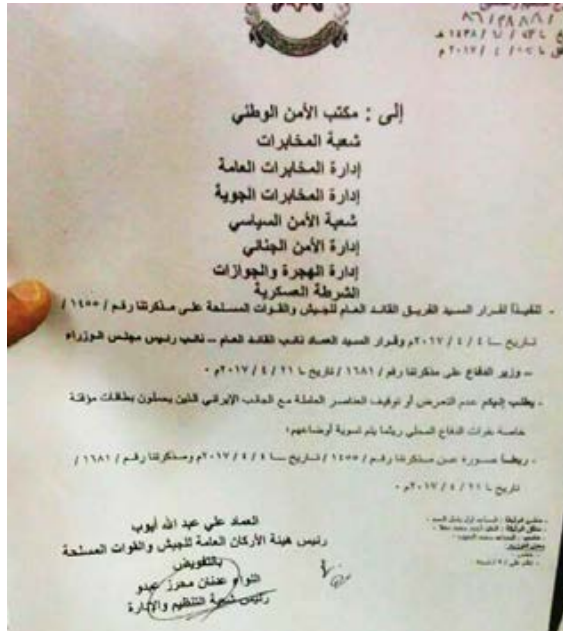 إلى : مكتب الأمن الوطني
شعبة المخابرات
إدارة المخابرات العامة
إدارة المخابرات الجوية
شعبة الأمن السياسي
إدارة الأمن الجنائي
إدارة الهجرة والجوازات
الشرطة العسكرية
- تنفيذاً لقرار السيد الفريق القائد العام للجيش والقوات المسلحة على مذكرتنا رقم / ١٤٥٥ /
تاريخ ٤ / ٤ / ٢٠١٧م وقرار السيد العماد نائب القائد العام – نائب رئيس مجلس الوزراء
– وزير الدفاع على مذكرتنا رقم / ١٦٨١ / تاريخ ٢١ / ٤ / ٢٠١٧م ٠
- يطلب إليكم عدم التعرض أو توقيف العناصر العاملة مع الجانب الإيراني الذين يحملون بطاقات مؤقتة
خاصة بقوات الدفاع المحلي ريثما يتم تسوية أوضاعهم؛
- ربطاً صورة عن مذكرتنا رقم / ١٤٥٥ / تاريخ ٤ / ٤ / ٢٠١٧م ومذكرتنا رقم / ١٦٨١ /
تاريخ ٢١ / ٤ / ٢٠١٧م ٠
العماد علي عبد الله أيوب
رئيس هيئة الأركان العامة للجيش والقوات المسلحة
بالتفويض
اللواء عدنان محرز عبدو
رئيس شعبة التنظيم والإدارة